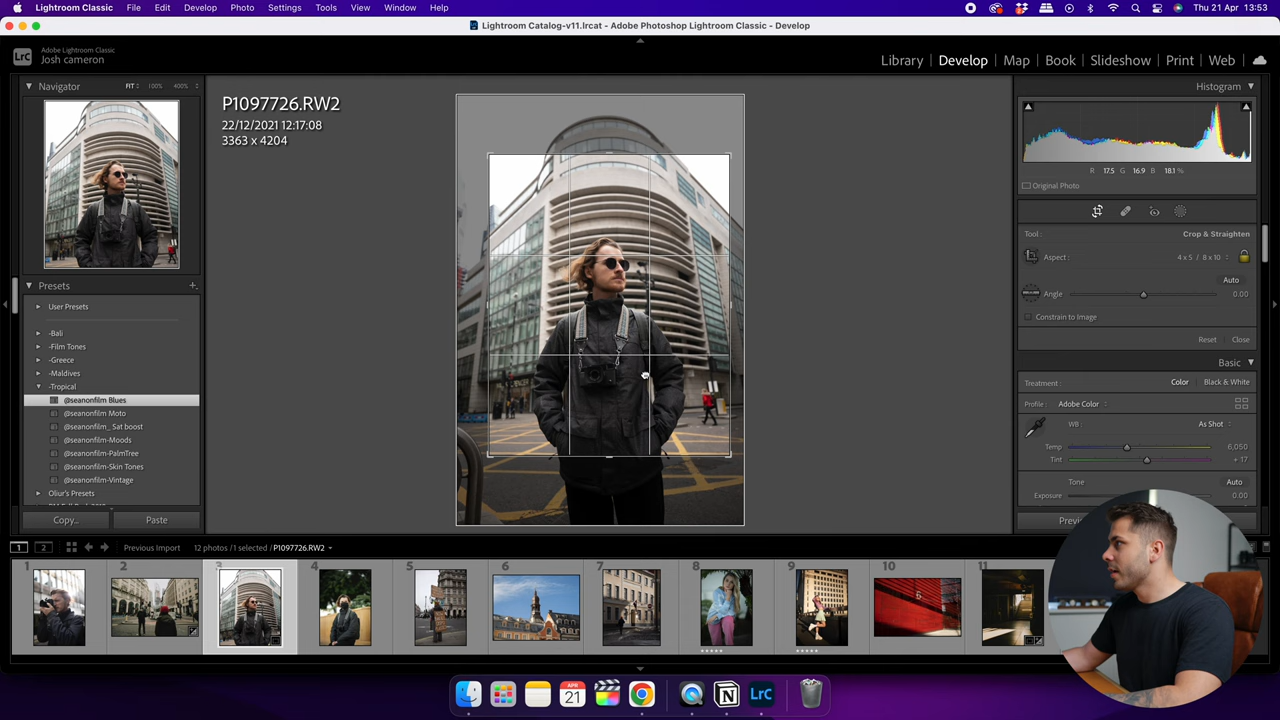 Lightroom Classic File Edit Develop Photo Settings Tools View Window Help Thu 21 Apr 13:53
Lightroom Catalog-v11.lrcat - Adobe Photoshop Lightroom Classic - Develop
LrC
Adobe Lightroom Classic
Josh cameron
Library | Develop | Map | Book | Slideshow | Print | Web
Navigator FIT 100% 400%
Presets
User Presets
-Bali
-Film Tones
-Greece
-Maldives
-Tropical
@seanonfilm Blues
@seanonfilm Moto
@seanonfilm_ Sat boost
@seanonfilm-Moods
@seanonfilm-PalmTree
@seanonfilm-Skin Tones
@seanonfilm-Vintage
Oliur's Presets
Copy... Paste
P1097726.RW2
22/12/2021 12:17:08
3363 x 4204
Histogram
R 17.5 G 16.9 B 18.1 %
Original Photo
Tool : Crop & Straighten
Aspect : 4 x 5 / 8 x 10
Auto
Angle 0.00
Constrain to Image
Reset Close
Basic
Treatment : Color | Black & White
Profile : Adobe Color
WB : As Shot
Temp 6,050
Tint + 17
Tone Auto
Exposure 0.00
1 2 Previous Import 12 photos / 1 selected / P1097726.RW2
1 2 3 4 5 6 7 8 9 10 11
APR
21
LrC